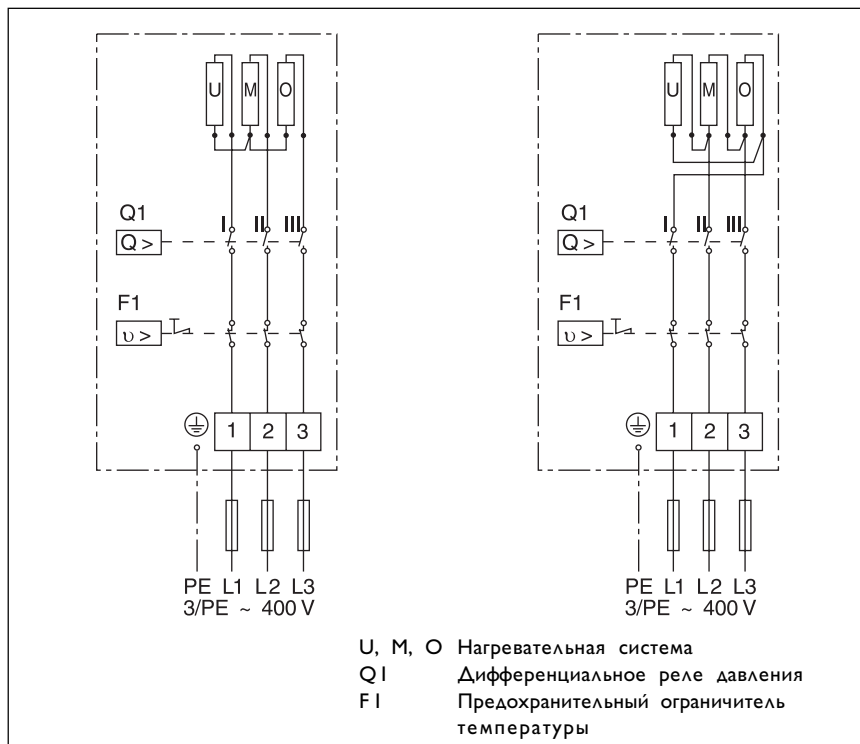 U M O
Q1
Q >
I II III
F1
υ >
1 2 3
PE L1 L2 L3
3/PE ~ 400 V
U M O
Q1
Q >
I II III
F1
υ >
1 2 3
PE L1 L2 L3
3/PE ~ 400 V
U, M, O Нагревательная система
Q1 Дифференциальное реле давления
F1 Предохранительный ограничитель
температуры